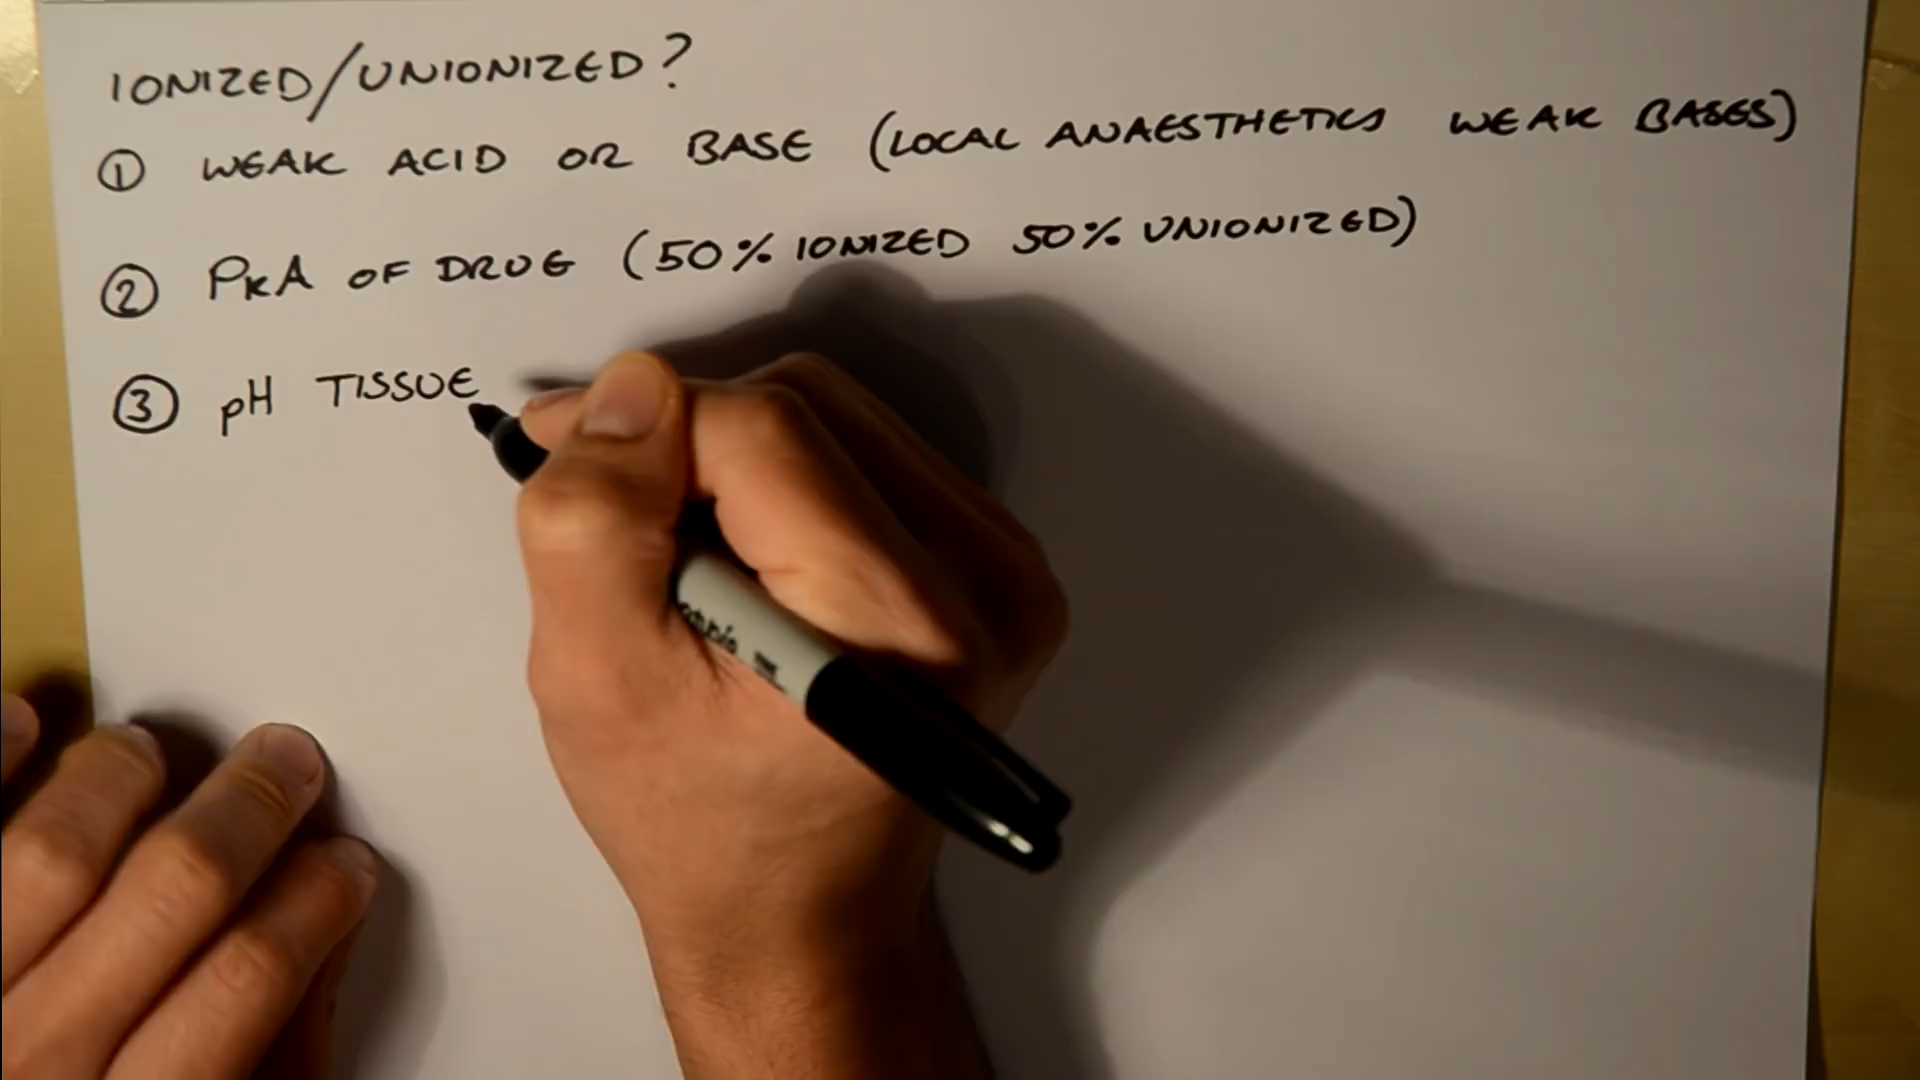 IONIZED/UNIONIZED?
① WEAK ACID OR BASE (LOCAL ANAESTHETICS WEAK BASES)
② PKA OF DRUG (50% IONIZED 50% UNIONIZED)
③ pH TISSUE